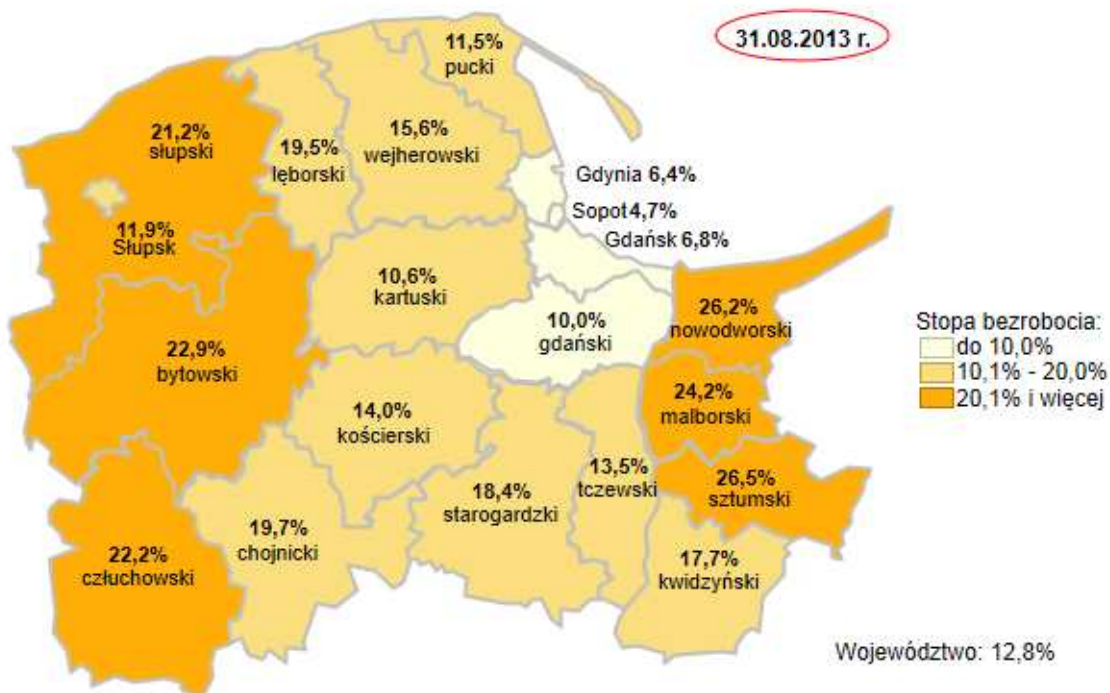 31.08.2013 r.
11,5%
pucki
21,2%
słupski
19,5%
lęborski
15,6%
wejherowski
Gdynia 6,4%
Sopot4,7%
Gdańsk 6,8%
11,9%
Słupsk
10,6%
kartuski
10,0%
gdański
26,2%
nowodworski
Stopa bezrobocia:
do 10,0%
10,1% - 20,0%
20,1% i więcej
22,9%
bytowski
24,2%
malborski
14,0%
kościerski
13,5%
tczewski
26,5%
sztumski
18,4%
starogardzki
19,7%
chojnicki
22,2%
człuchowski
17,7%
kwidzyński
Województwo: 12,8%